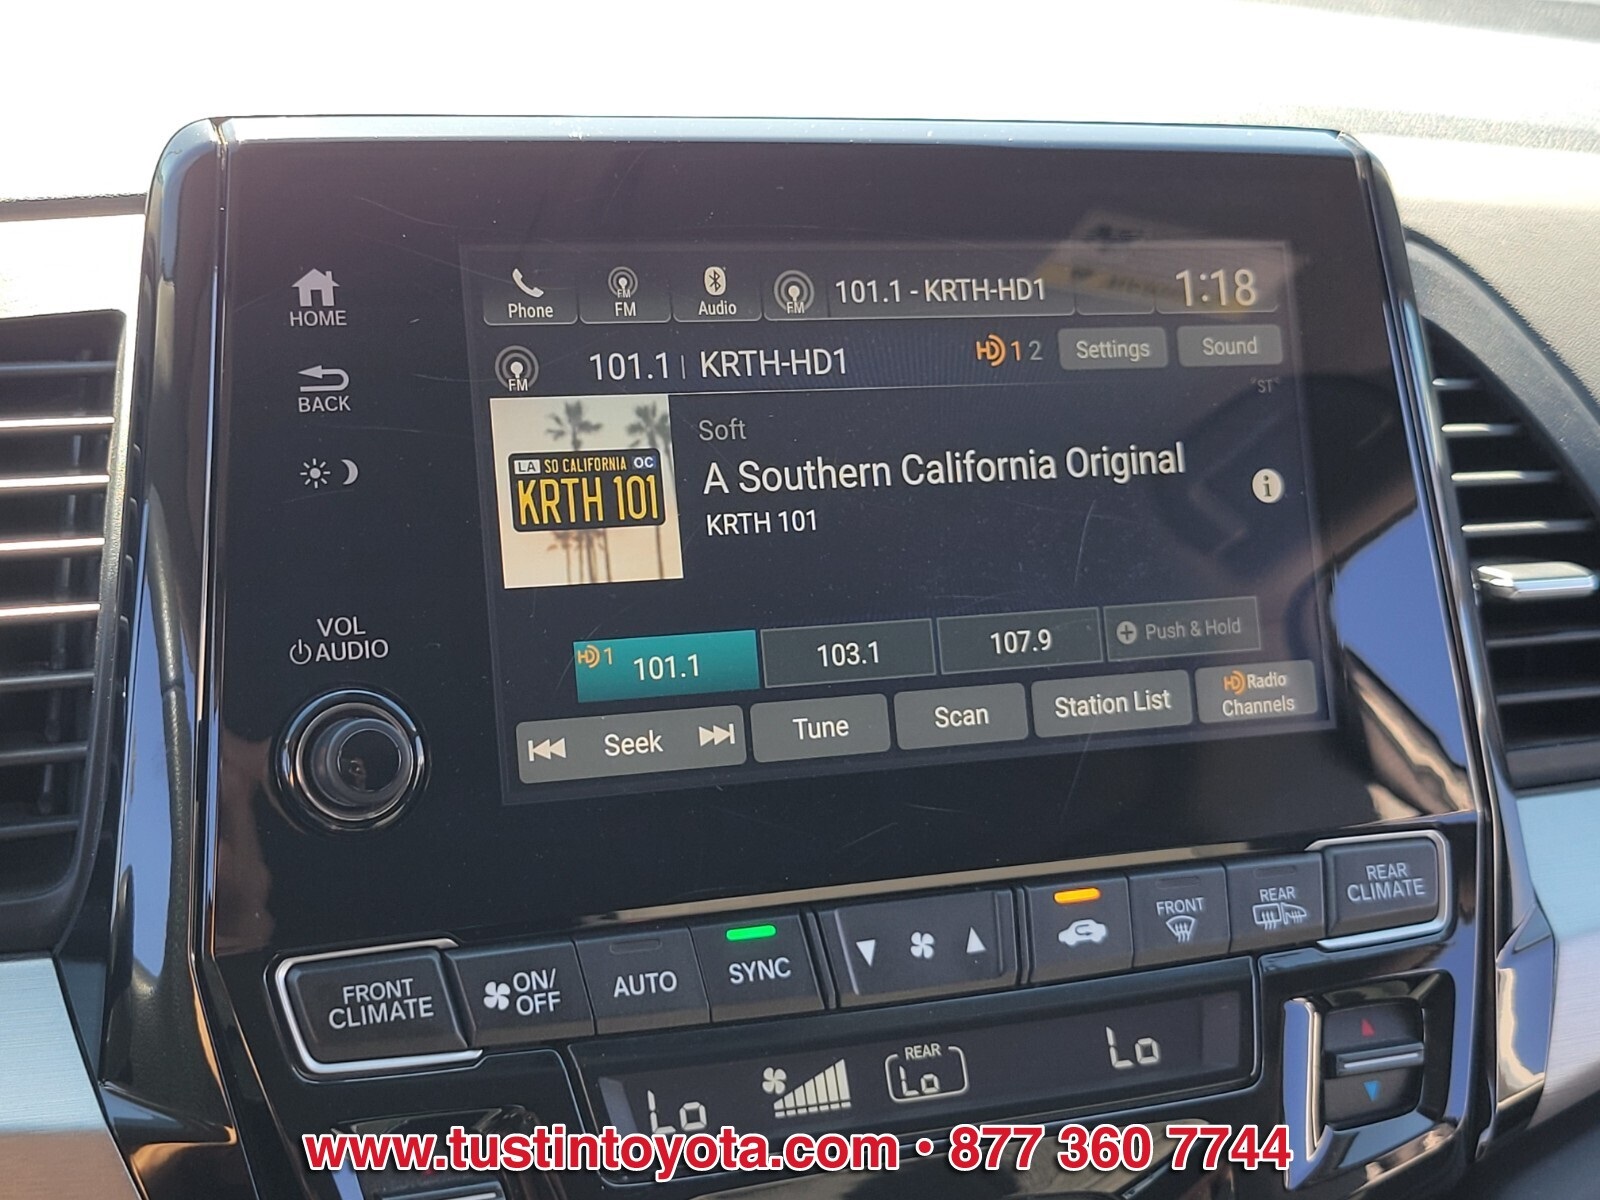 HOME
BACK
VOL
AUDIO
Phone
FM
FM
Audio
FM
101.1 - KRTH-HD1
1:18
FM
101.1 | KRTH-HD1
HD 1 2
Settings
Sound
ST
Soft
A Southern California Original
KRTH 101
i
LA SO CALIFORNIA OC
KRTH 101
HD 1 101.1
103.1
107.9
+ Push & Hold
Seek
Tune
Scan
Station List
HD Radio
Channels
FRONT
CLIMATE
ON/
OFF
AUTO
SYNC
FRONT
REAR
REAR
CLIMATE
Lo
REAR
Lo
Lo
www.tustintoyota.com • 877 360 7744